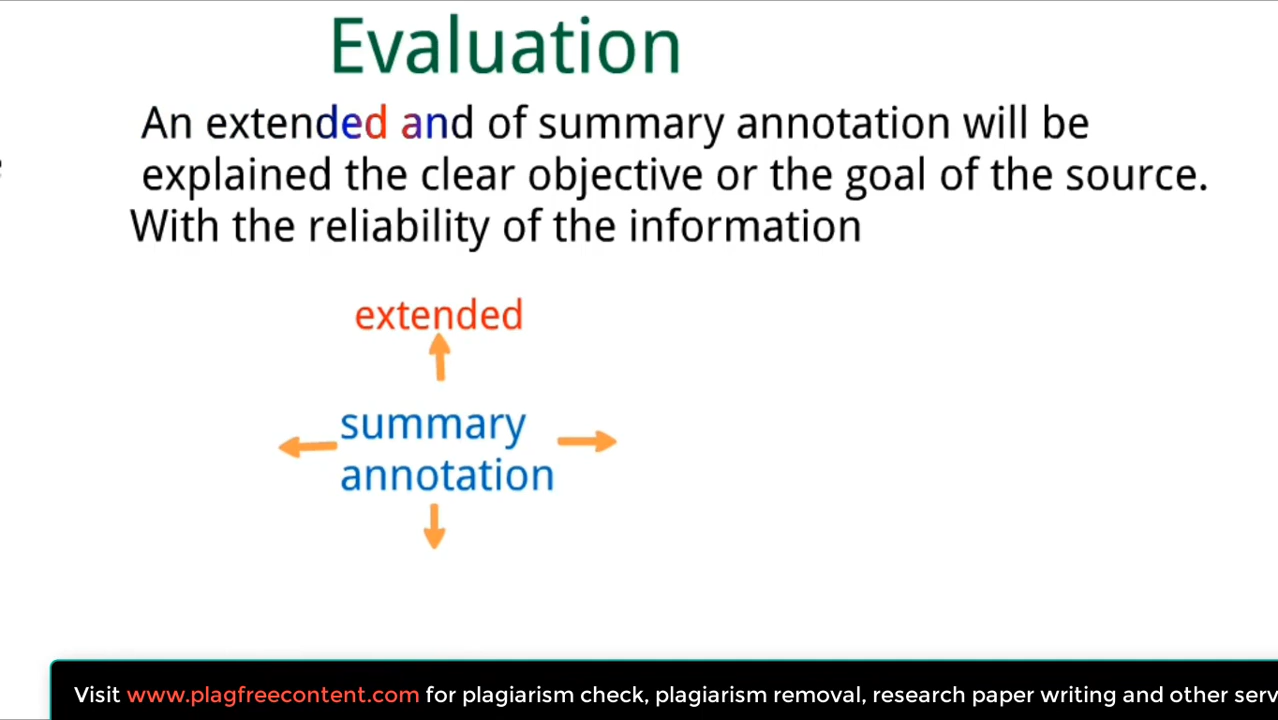 Evaluation
An extended and of summary annotation will be
explained the clear objective or the goal of the source.
With the reliability of the information
extended
summary
annotation
Visit www.plagfreecontent.com for plagiarism check, plagiarism removal, research paper writing and other serv